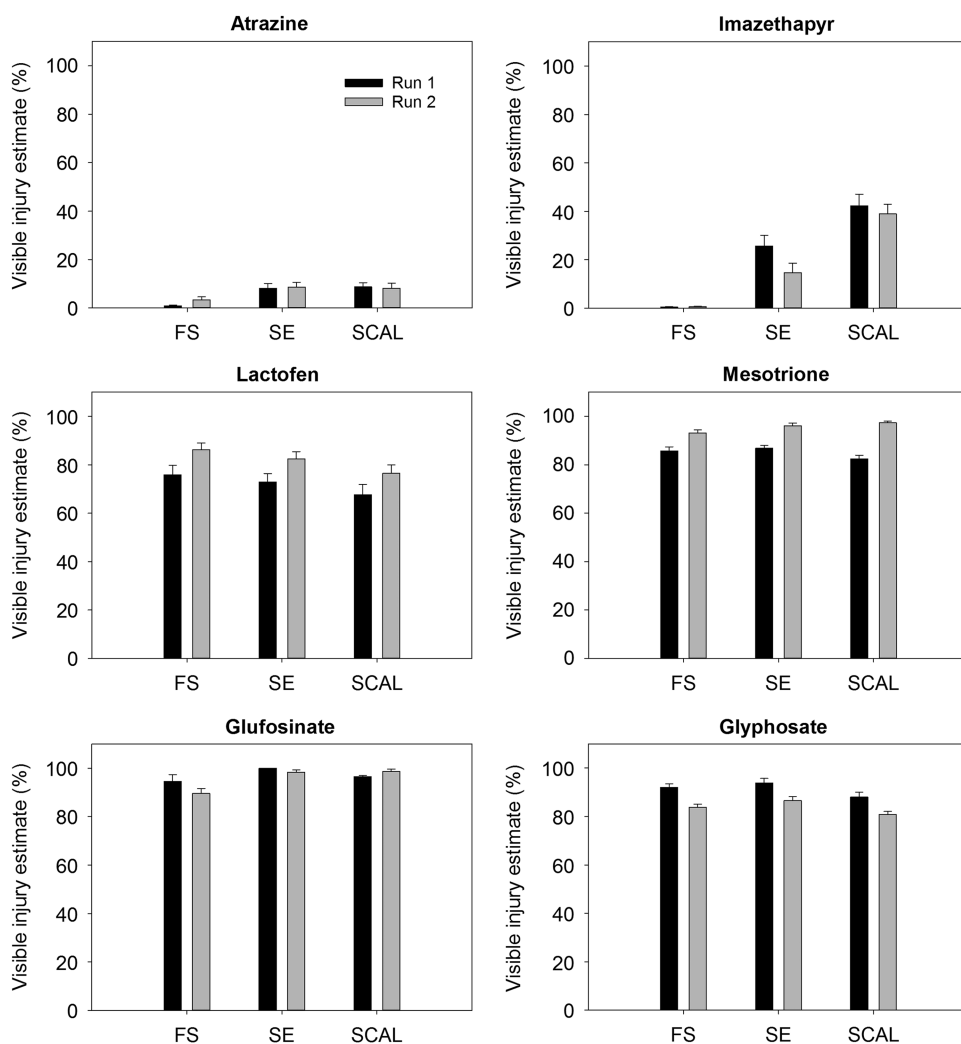 Atrazine
Visible injury estimate (%)
100
80
60
40
20
0
Run 1
Run 2
FS SE SCAL
Imazethapyr
Visible injury estimate (%)
100
80
60
40
20
0
FS SE SCAL
Lactofen
Visible injury estimate (%)
100
80
60
40
20
0
FS SE SCAL
Mesotrione
Visible injury estimate (%)
100
80
60
40
20
0
FS SE SCAL
Glufosinate
Visible injury estimate (%)
100
80
60
40
20
0
FS SE SCAL
Glyphosate
Visible injury estimate (%)
100
80
60
40
20
0
FS SE SCAL